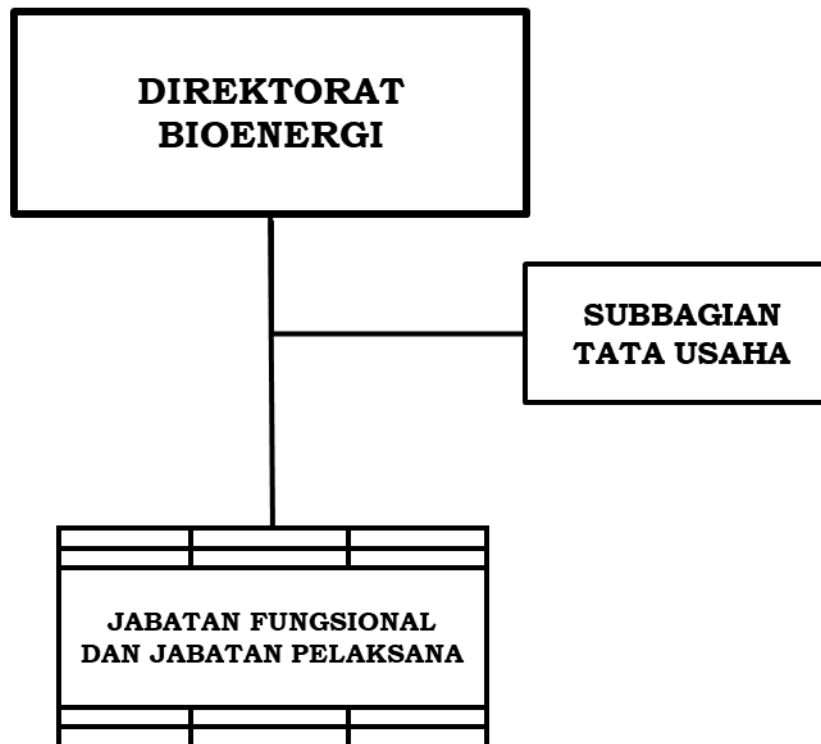 DIREKTORAT
BIOENERGI
SUBBAGIAN
TATA USAHA
JABATAN FUNGSIONAL
DAN JABATAN PELAKSANA